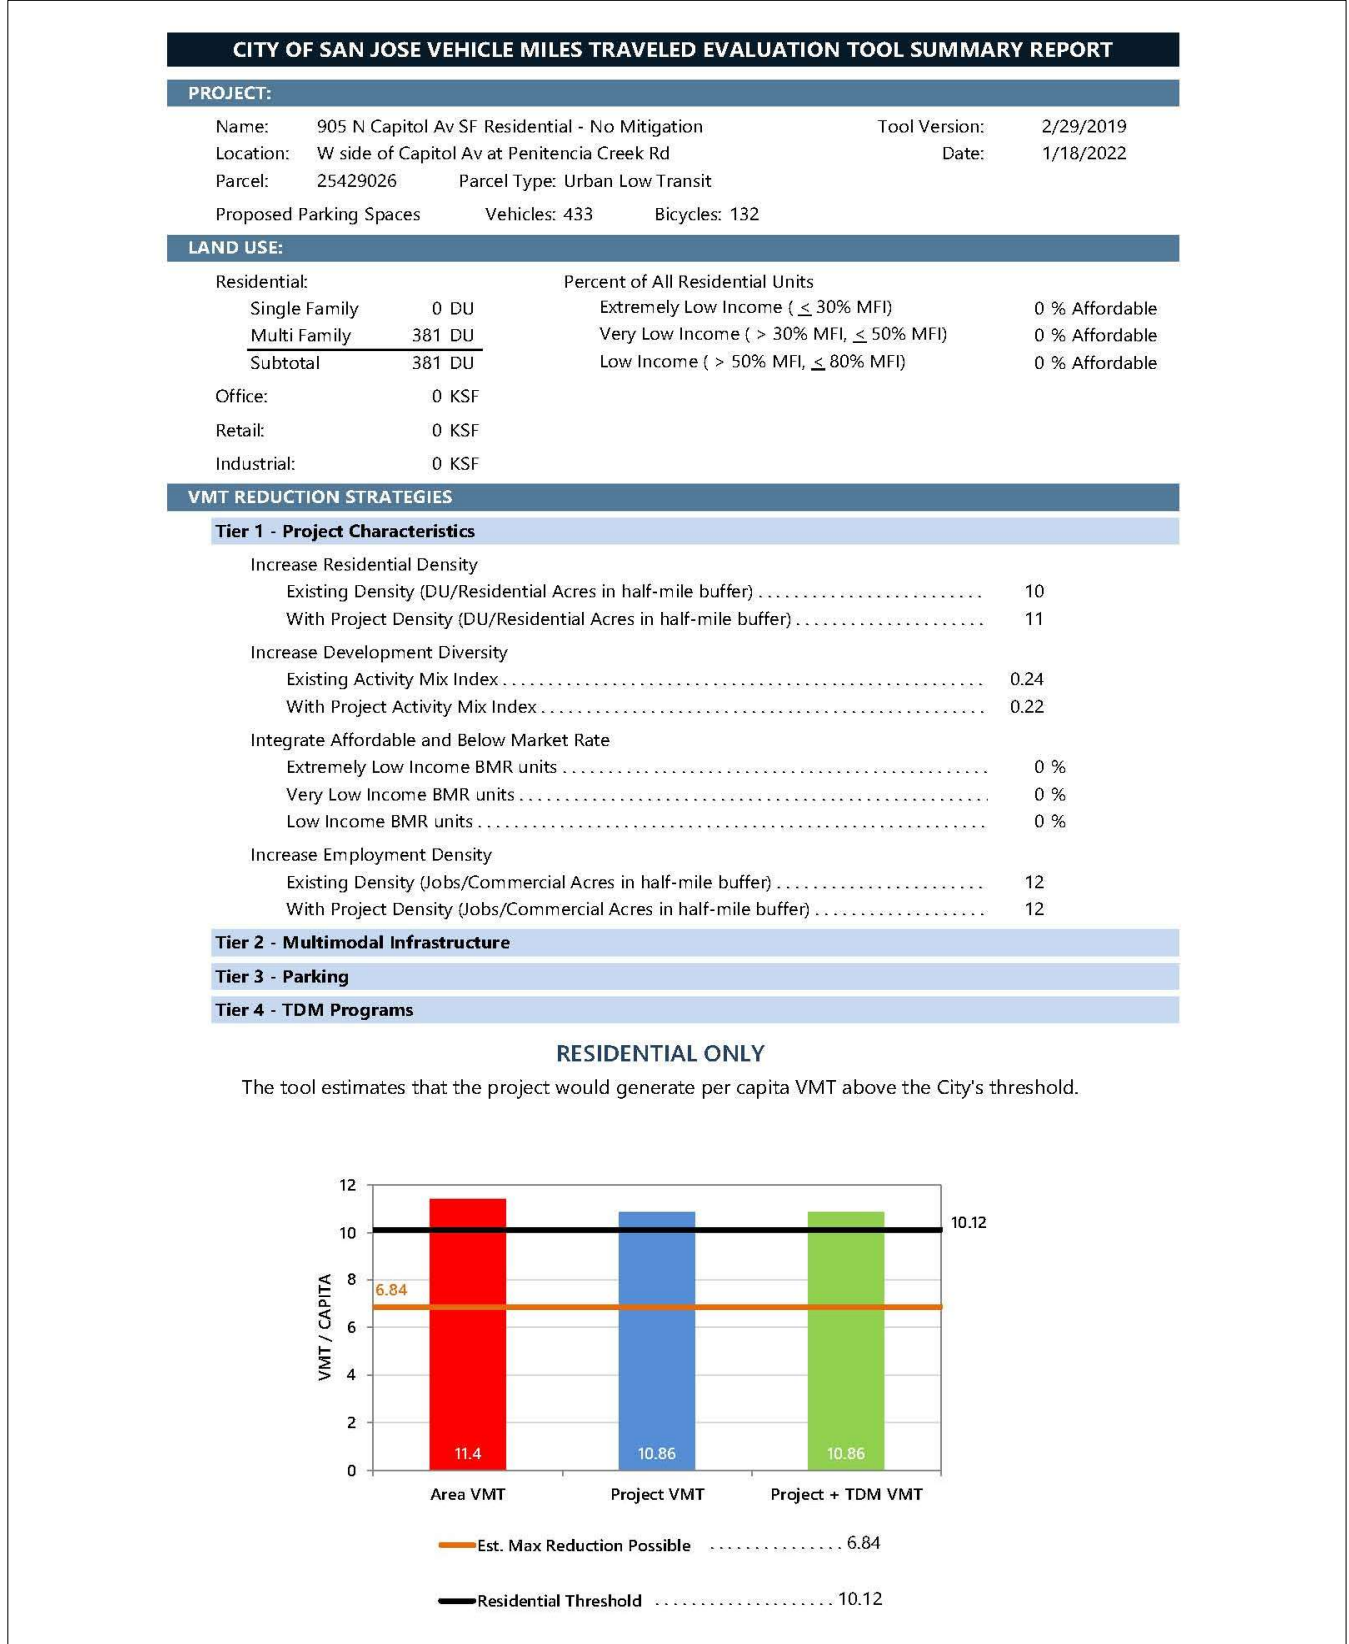 CITY OF SAN JOSE VEHICLE MILES TRAVELED EVALUATION TOOL SUMMARY REPORT
PROJECT:
Name: 905 N Capitol Av SF Residential - No Mitigation Tool Version: 2/29/2019
Location: W side of Capitol Av at Penitencia Creek Rd Date: 1/18/2022
Parcel: 25429026 Parcel Type: Urban Low Transit
Proposed Parking Spaces Vehicles: 433 Bicycles: 132
LAND USE:
Residential: Percent of All Residential Units
Single Family 0 DU Extremely Low Income ( ≤ 30% MFI) 0 % Affordable
Multi Family 381 DU Very Low Income ( > 30% MFI, ≤ 50% MFI) 0 % Affordable
Subtotal 381 DU Low Income ( > 50% MFI, ≤ 80% MFI) 0 % Affordable
Office: 0 KSF
Retail: 0 KSF
Industrial: 0 KSF
VMT REDUCTION STRATEGIES
Tier 1 - Project Characteristics
Increase Residential Density
Existing Density (DU/Residential Acres in half-mile buffer) . . . . . . . . . . . . . . . . . . . . . . . . . 10
With Project Density (DU/Residential Acres in half-mile buffer) . . . . . . . . . . . . . . . . . . . . . 11
Increase Development Diversity
Existing Activity Mix Index . . . . . . . . . . . . . . . . . . . . . . . . . . . . . . . . . . . . . . . . . . . . . . . . . . . . . 0.24
With Project Activity Mix Index . . . . . . . . . . . . . . . . . . . . . . . . . . . . . . . . . . . . . . . . . . . . . . . . . 0.22
Integrate Affordable and Below Market Rate
Extremely Low Income BMR units . . . . . . . . . . . . . . . . . . . . . . . . . . . . . . . . . . . . . . . . . . . . . . . 0 %
Very Low Income BMR units . . . . . . . . . . . . . . . . . . . . . . . . . . . . . . . . . . . . . . . . . . . . . . . . . . . . 0 %
Low Income BMR units . . . . . . . . . . . . . . . . . . . . . . . . . . . . . . . . . . . . . . . . . . . . . . . . . . . . . . . . 0 %
Increase Employment Density
Existing Density (Jobs/Commercial Acres in half-mile buffer) . . . . . . . . . . . . . . . . . . . . . . . 12
With Project Density (Jobs/Commercial Acres in half-mile buffer) . . . . . . . . . . . . . . . . . . . 12
Tier 2 - Multimodal Infrastructure
Tier 3 - Parking
Tier 4 - TDM Programs
RESIDENTIAL ONLY
The tool estimates that the project would generate per capita VMT above the City's threshold.
12
10
8
6
4
2
0
VMT / CAPITA
10.12
6.84
11.4 10.86 10.86
Area VMT Project VMT Project + TDM VMT
Est. Max Reduction Possible . . . . . . . . . . . . . . . 6.84
Residential Threshold . . . . . . . . . . . . . . . . . . . . 10.12